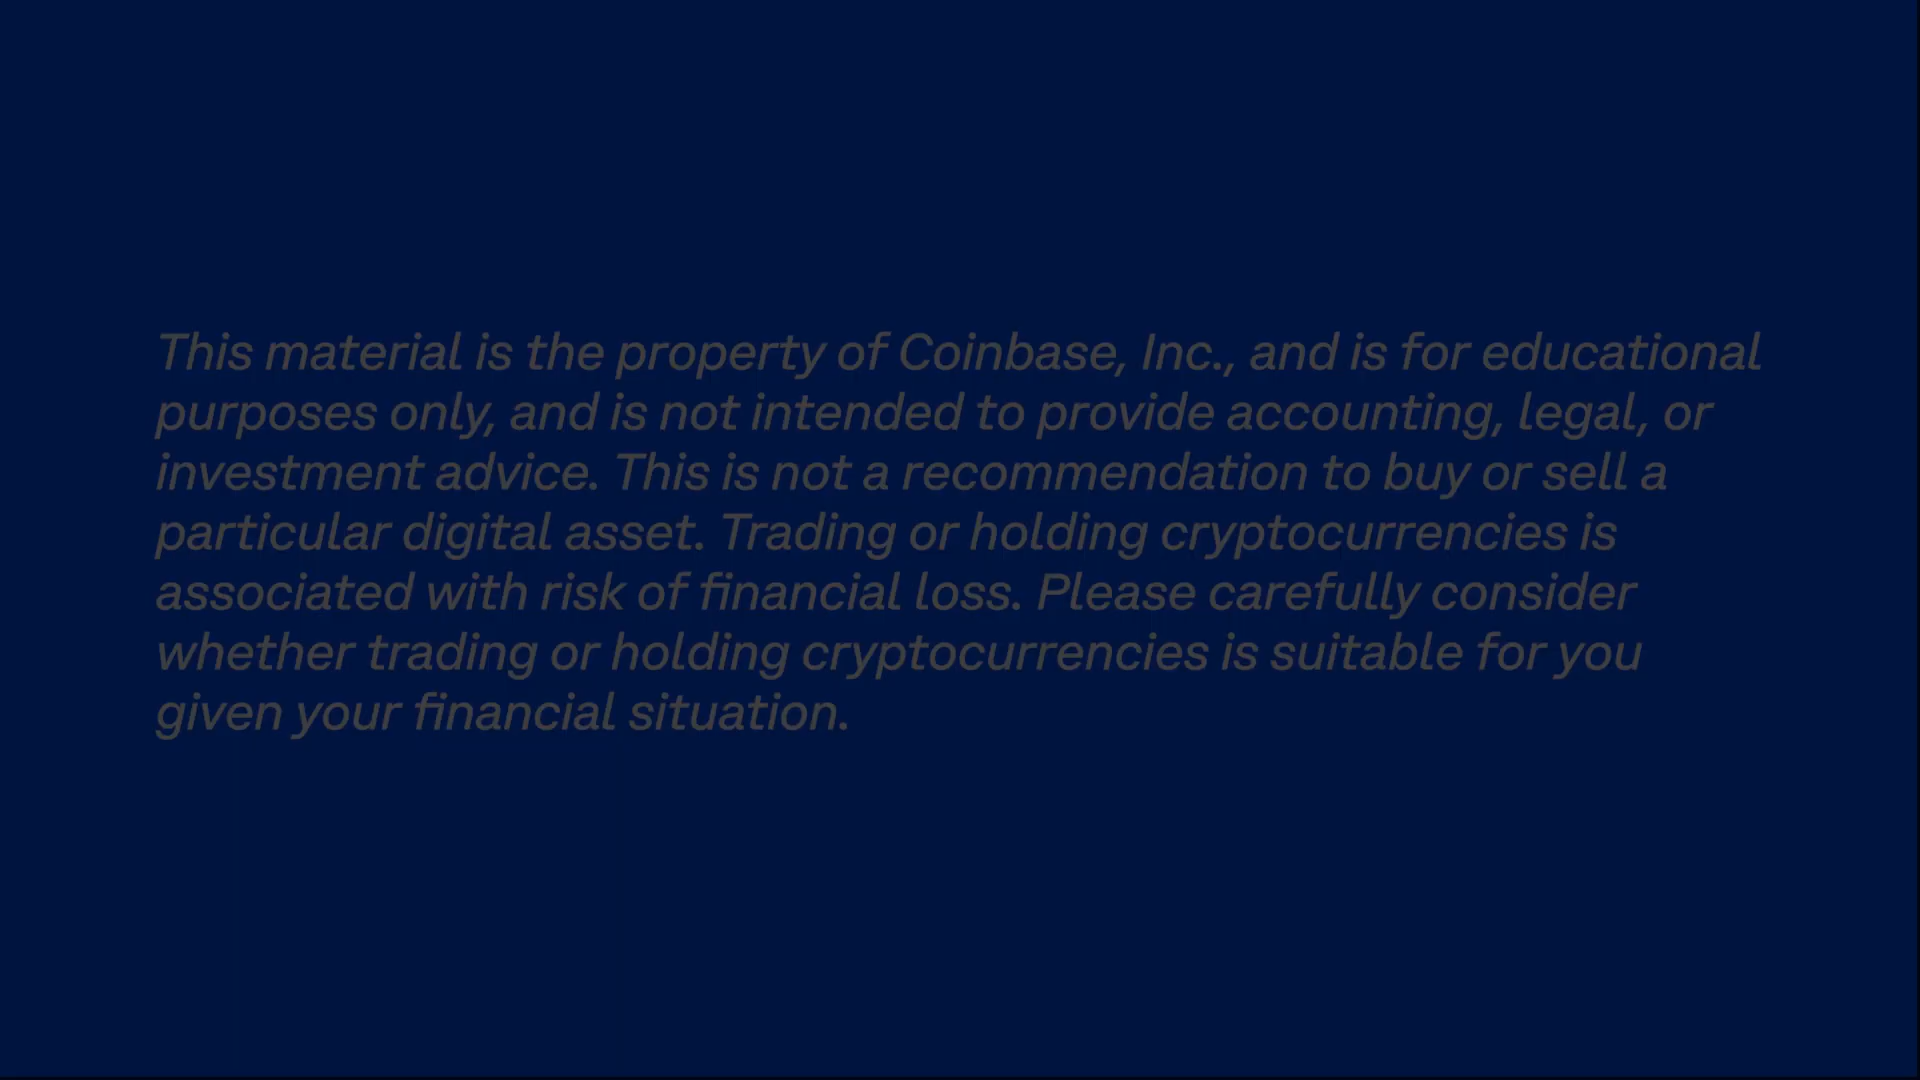 This material is the property of Coinbase, Inc., and is for educational
purposes only, and is not intended to provide accounting, legal, or
investment advice. This is not a recommendation to buy or sell a
particular digital asset. Trading or holding cryptocurrencies is
associated with risk of financial loss. Please carefully consider
whether trading or holding cryptocurrencies is suitable for you
given your financial situation.